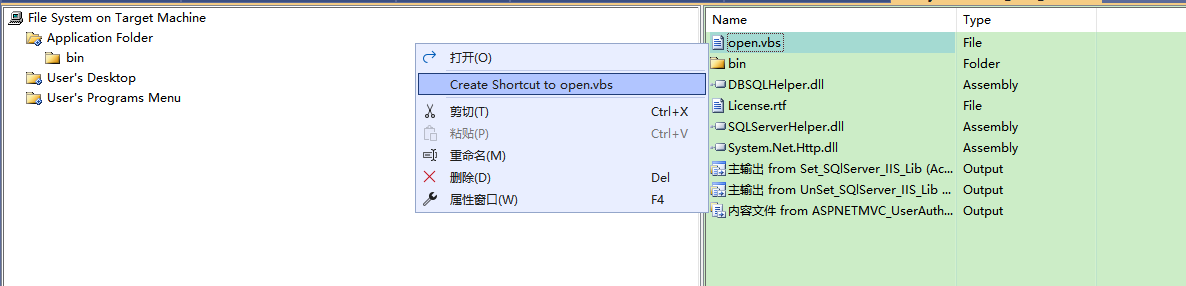 File System on Target Machine
Application Folder
bin
User's Desktop
User's Programs Menu
打开(O)
Create Shortcut to open.vbs
剪切(T) Ctrl+X
粘贴(P) Ctrl+V
重命名(M)
删除(D) Del
属性窗口(W) F4
Name Type
open.vbs File
bin Folder
DBSQLHelper.dll Assembly
License.rtf File
SQLServerHelper.dll Assembly
System.Net.Http.dll Assembly
主输出 from Set_SQlServer_IIS_Lib (Ac... Output
主输出 from UnSet_SQlServer_IIS_Lib ... Output
内容文件 from ASPNETMVC_UserAuth... Output